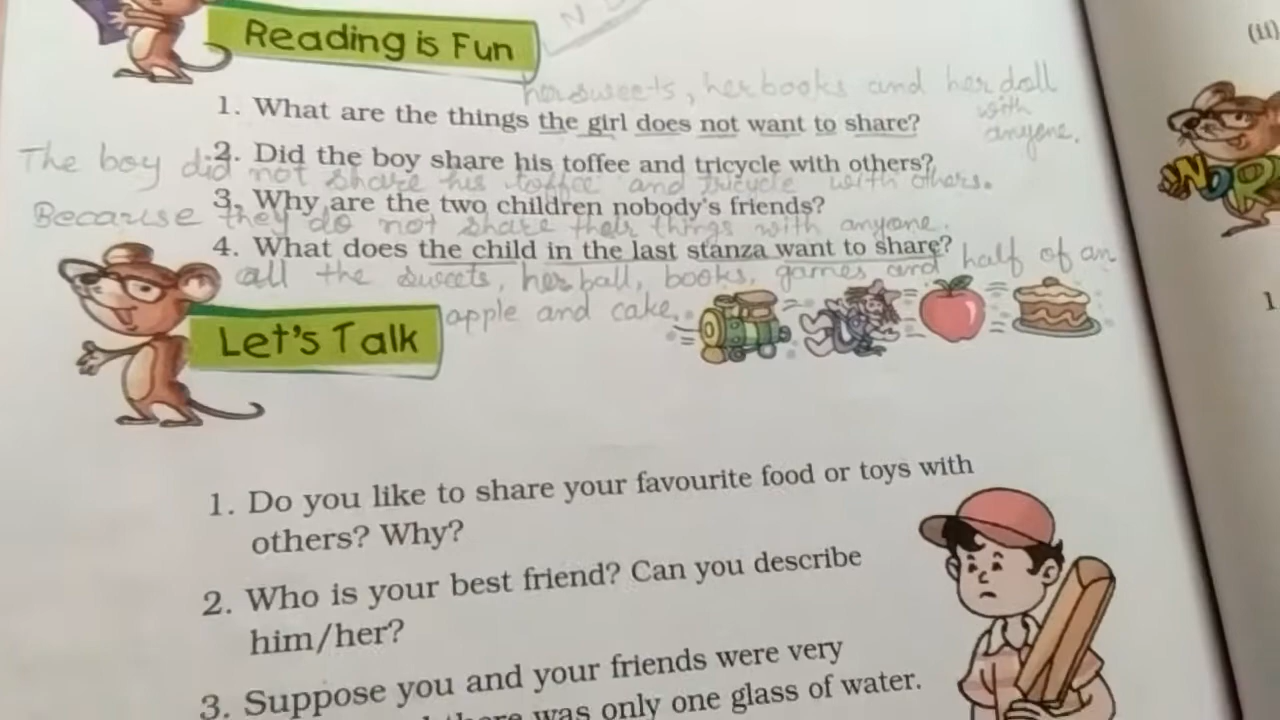 Reading is Fun
her sweets, her books and her doll
with
anyone.
1. What are the things the girl does not want to share?
2. Did the boy share his toffee and tricycle with others?
The boy did not share his toffee and tricycle with others.
3. Why are the two children nobody's friends?
Because they do not share their things with anyone.
4. What does the child in the last stanza want to share?
all the sweets, her ball, books, games and half of an
apple and cake.
Let's Talk
1. Do you like to share your favourite food or toys with
others? Why?
2. Who is your best friend? Can you describe
him/her?
3. Suppose you and your friends were very
there was only one glass of water.
(ii)
WOR
1